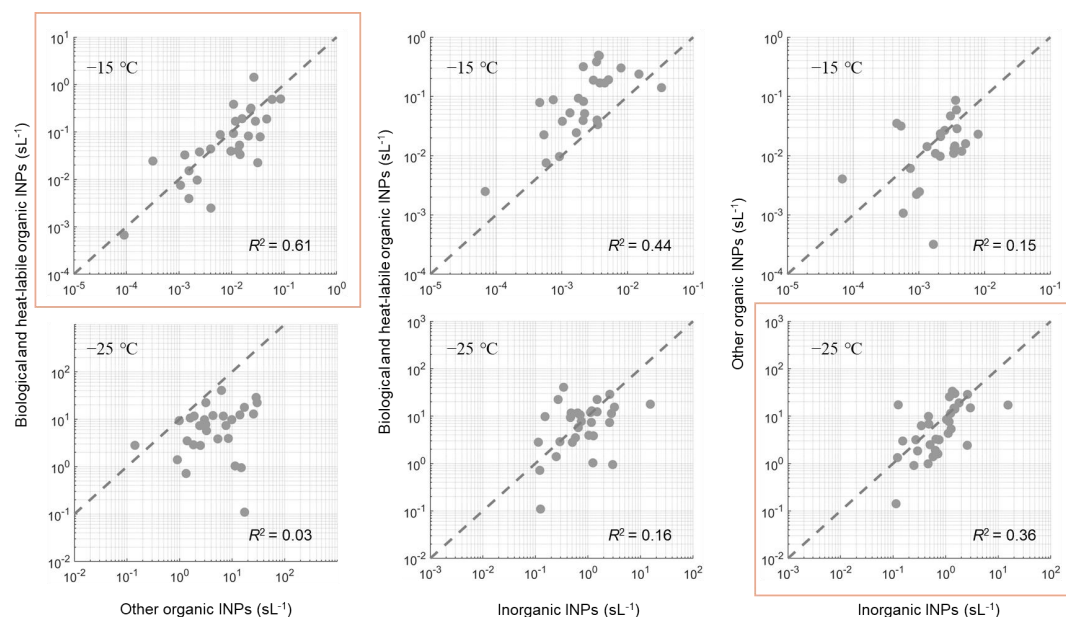 −15 °C
R² = 0.61
10¹
10⁰
10⁻¹
10⁻²
10⁻³
10⁻⁴
10⁻⁵ 10⁻⁴ 10⁻³ 10⁻² 10⁻¹ 10⁰
−15 °C
R² = 0.44
10⁰
10⁻¹
10⁻²
10⁻³
10⁻⁴
10⁻⁵ 10⁻⁴ 10⁻³ 10⁻² 10⁻¹
−15 °C
R² = 0.15
10⁰
10⁻¹
10⁻²
10⁻³
10⁻⁴
10⁻⁵ 10⁻⁴ 10⁻³ 10⁻² 10⁻¹
Biological and heat-labile organic INPs (sL⁻¹)
Biological and heat-labile organic INPs (sL⁻¹)
Other organic INPs (sL⁻¹)
−25 °C
R² = 0.03
10²
10¹
10⁰
10⁻¹
10⁻²
10⁻² 10⁻¹ 10⁰ 10¹ 10²
−25 °C
R² = 0.16
10³
10²
10¹
10⁰
10⁻¹
10⁻²
10⁻³ 10⁻² 10⁻¹ 10⁰ 10¹ 10²
−25 °C
R² = 0.36
10³
10²
10¹
10⁰
10⁻¹
10⁻²
10⁻³ 10⁻² 10⁻¹ 10⁰ 10¹ 10²
Other organic INPs (sL⁻¹)
Inorganic INPs (sL⁻¹)
Inorganic INPs (sL⁻¹)